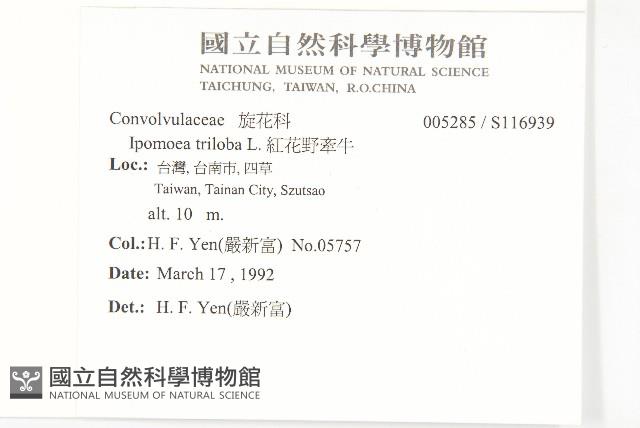 國立自然科學博物館
NATIONAL MUSEUM OF NATURAL SCIENCE
TAICHUNG, TAIWAN, R.O.CHINA
Convolvulaceae 旋花科 005285 / S116939
Ipomoea triloba L. 紅花野牽牛
Loc.: 台灣, 台南市, 四草
Taiwan, Tainan City, Szutsao
alt. 10 m.
Col.: H. F. Yen(嚴新富) No.05757
Date: March 17 , 1992
Det.: H. F. Yen(嚴新富)
國立自然科學博物館
NATIONAL MUSEUM OF NATURAL SCIENCE